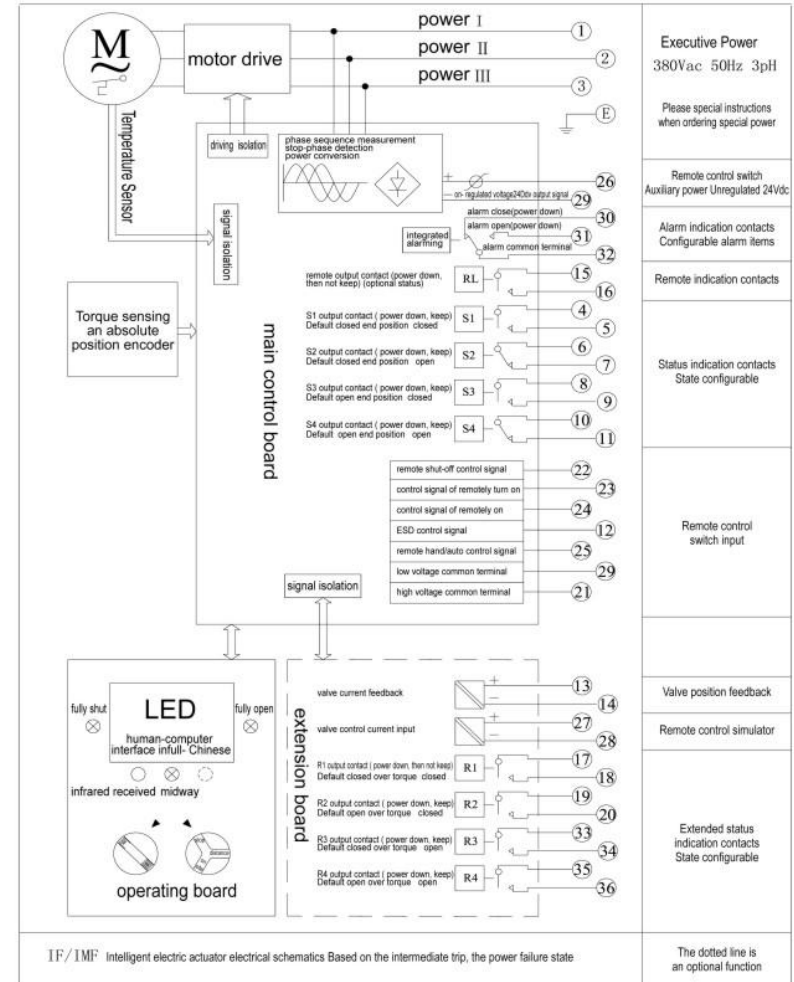 M
motor drive
power I
1
power II
2
power III
3
E
Executive Power
380Vac 50Hz 3pH
Please special instructions
when ordering special power
Temperature Sensor
driving isolation
phase sequence measurement
stop-phase detection
power conversion
+
26
on- regulated voltage24Ddv output signal
29
Remote control switch
Auxiliary power Unregulated 24Vdc
signal isolation
integrated
alarming
alarm close(power down)
30
alarm open(power down)
31
alarm common terminal
32
Alarm indication contacts
Configurable alarm items
remote output contact (power down,
then not keep) (optional status)
RL
15
16
Remote indication contacts
Torque sensing
an absolute
position encoder
main control board
S1 output contact ( power down, keep)
Default closed end position closed
S1
4
5
S2 output contact ( power down, keep)
Default closed end position open
S2
6
7
S3 output contact ( power down, keep)
Default open end position closed
S3
8
9
S4 output contact ( power down, keep)
Default open end position open
S4
10
11
Status indication contacts
State configurable
remote shut-off control signal
22
control signal of remotely turn on
23
control signal of remotely on
24
ESD control signal
12
remote hand/auto control signal
25
low voltage common terminal
29
high voltage common terminal
21
Remote control
switch input
signal isolation
fully shut
LED
human-computer
interface infull- Chinese
fully open
infrared received midway
operating board
extension board
valve current feedback
+
−
13
14
Valve position feedback
valve control current input
+
−
27
28
Remote control simulator
R1 output contact ( power down, then not keep)
Default closed over torque closed
R1
17
18
R2 output contact ( power down, keep)
Default open over torque closed
R2
19
20
R3 output contact ( power down, keep)
Default closed over torque open
R3
33
34
R4 output contact ( power down, keep)
Default open over torque open
R4
35
36
Extended status
indication contacts
State configurable
IF/IMF Intelligent electric actuator electrical schematics Based on the intermediate trip, the power failure state
The dotted line is
an optional function